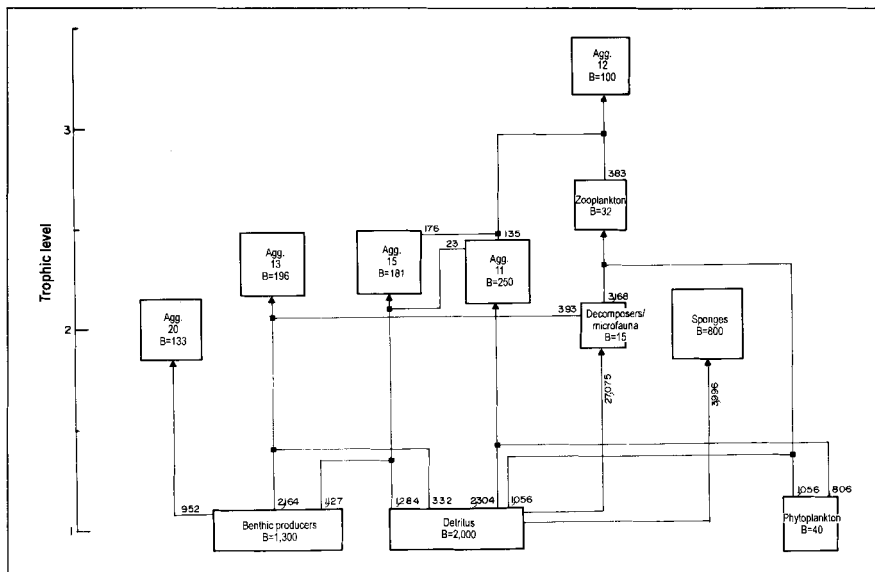 Agg.
12
B=100
3
383
Zooplankton
B=32
176
135
23
Agg.
13
B=196
Agg.
15
B=181
Agg.
11
B=250
Trophic level
Agg.
20
B=133
2
393
3,168
Decomposers/
microfauna
B=15
Sponges
B=800
27,075
3,996
952
2,164
1,284
332
2,304
1,056
1,056
806
1
Benthic producers
B=1,300
Detritus
B=2,000
Phytoplankton
B=40